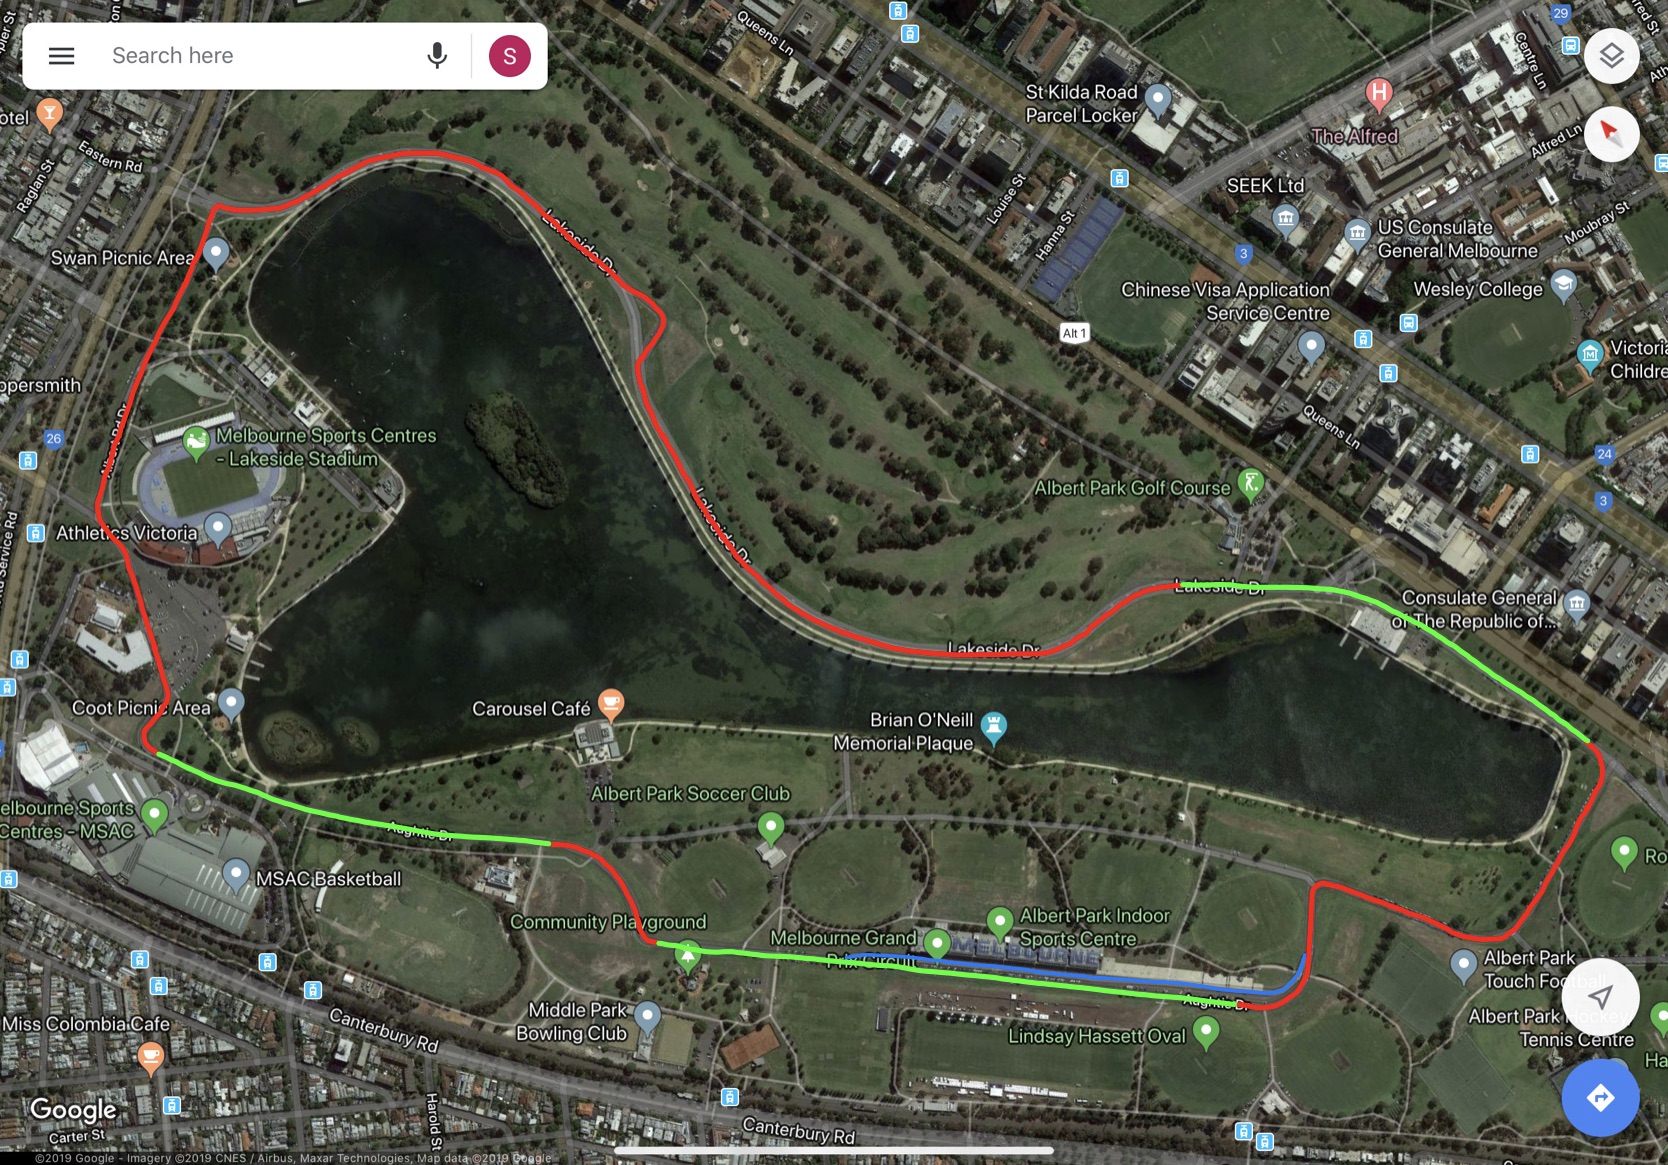 Search here
S
Queens Ln
29
Centre Ln
St Kilda Road
Parcel Locker
H
The Alfred
Alfred Ln
otel
Eastern Rd
Raglan St
SEEK Ltd
Louise St
Hanna St
US Consulate
General Melbourne
Moubray St
3
Swan Picnic Area
Chinese Visa Application
Service Centre
Wesley College
Lakeside Dr
Alt 1
Victoria
Childre
ppersmith
Queens Ln
26
Melbourne Sports Centres
- Lakeside Stadium
24
Albert Park Golf Course
3
Athletics Victoria
Lakeside Dr
Lakeside Dr
Consulate General
of The Republic of...
Lakeside Dr
Coot Picnic Area
Carousel Café
Brian O'Neill
Memorial Plaque
Albert Park Soccer Club
elbourne Sports
Centres - MSAC
Aughtie Dr
Ro
MSAC Basketball
Community Playground
Melbourne Grand
Prix Circuit
Albert Park Indoor
Sports Centre
Albert Park
Touch Football
Aughtie Dr
Middle Park
Bowling Club
Lindsay Hassett Oval
Albert Park Hockey
Tennis Centre
Ha
Miss Colombia Cafe
Canterbury Rd
Harold St
Google
Carter St
Canterbury Rd
©2019 Google - Imagery ©2019 CNES / Airbus, Maxar Technologies, Map data ©2019 Google